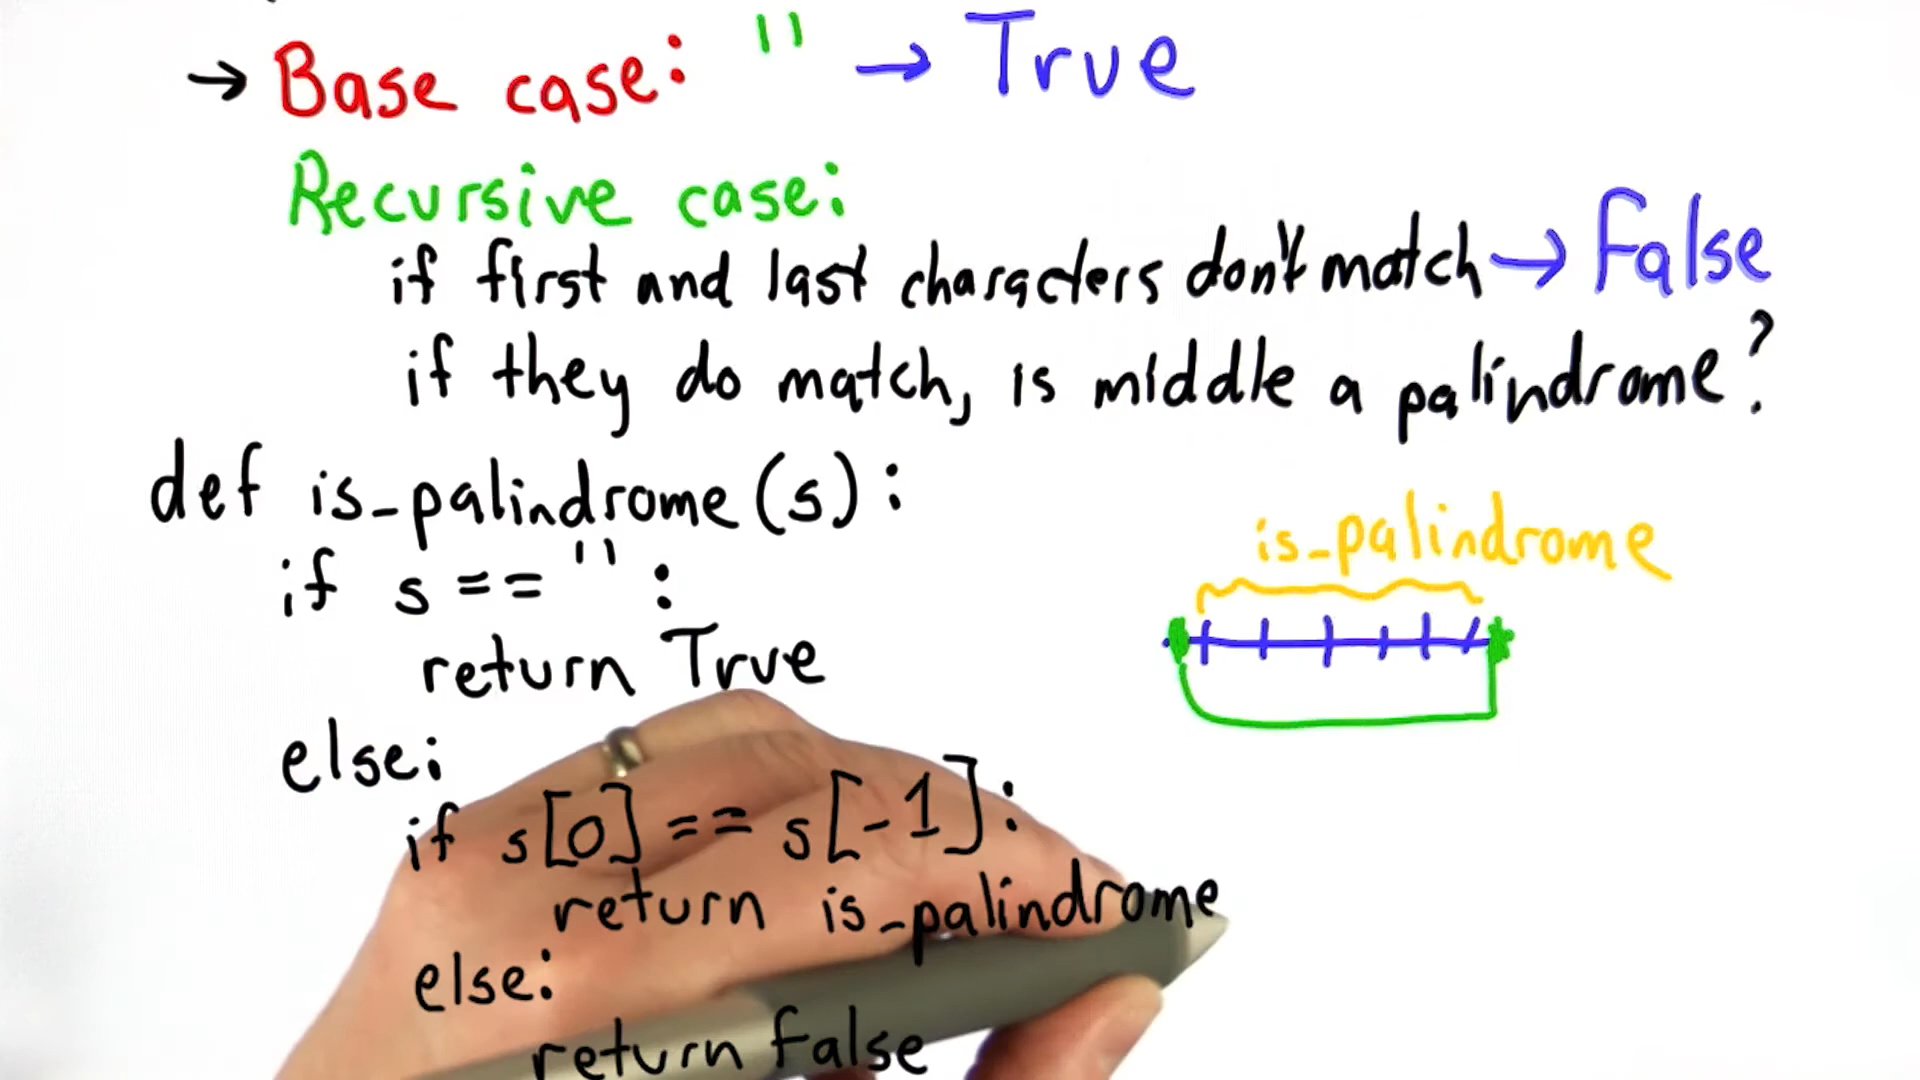 → Base case: '' → True
Recursive case:
if first and last characters don't match → False
if they do match, is middle a palindrome?
def is_palindrome(s):
if s == '':
return True
else:
if s[0] == s[-1]:
return is_palindrome
else:
return False
is_palindrome